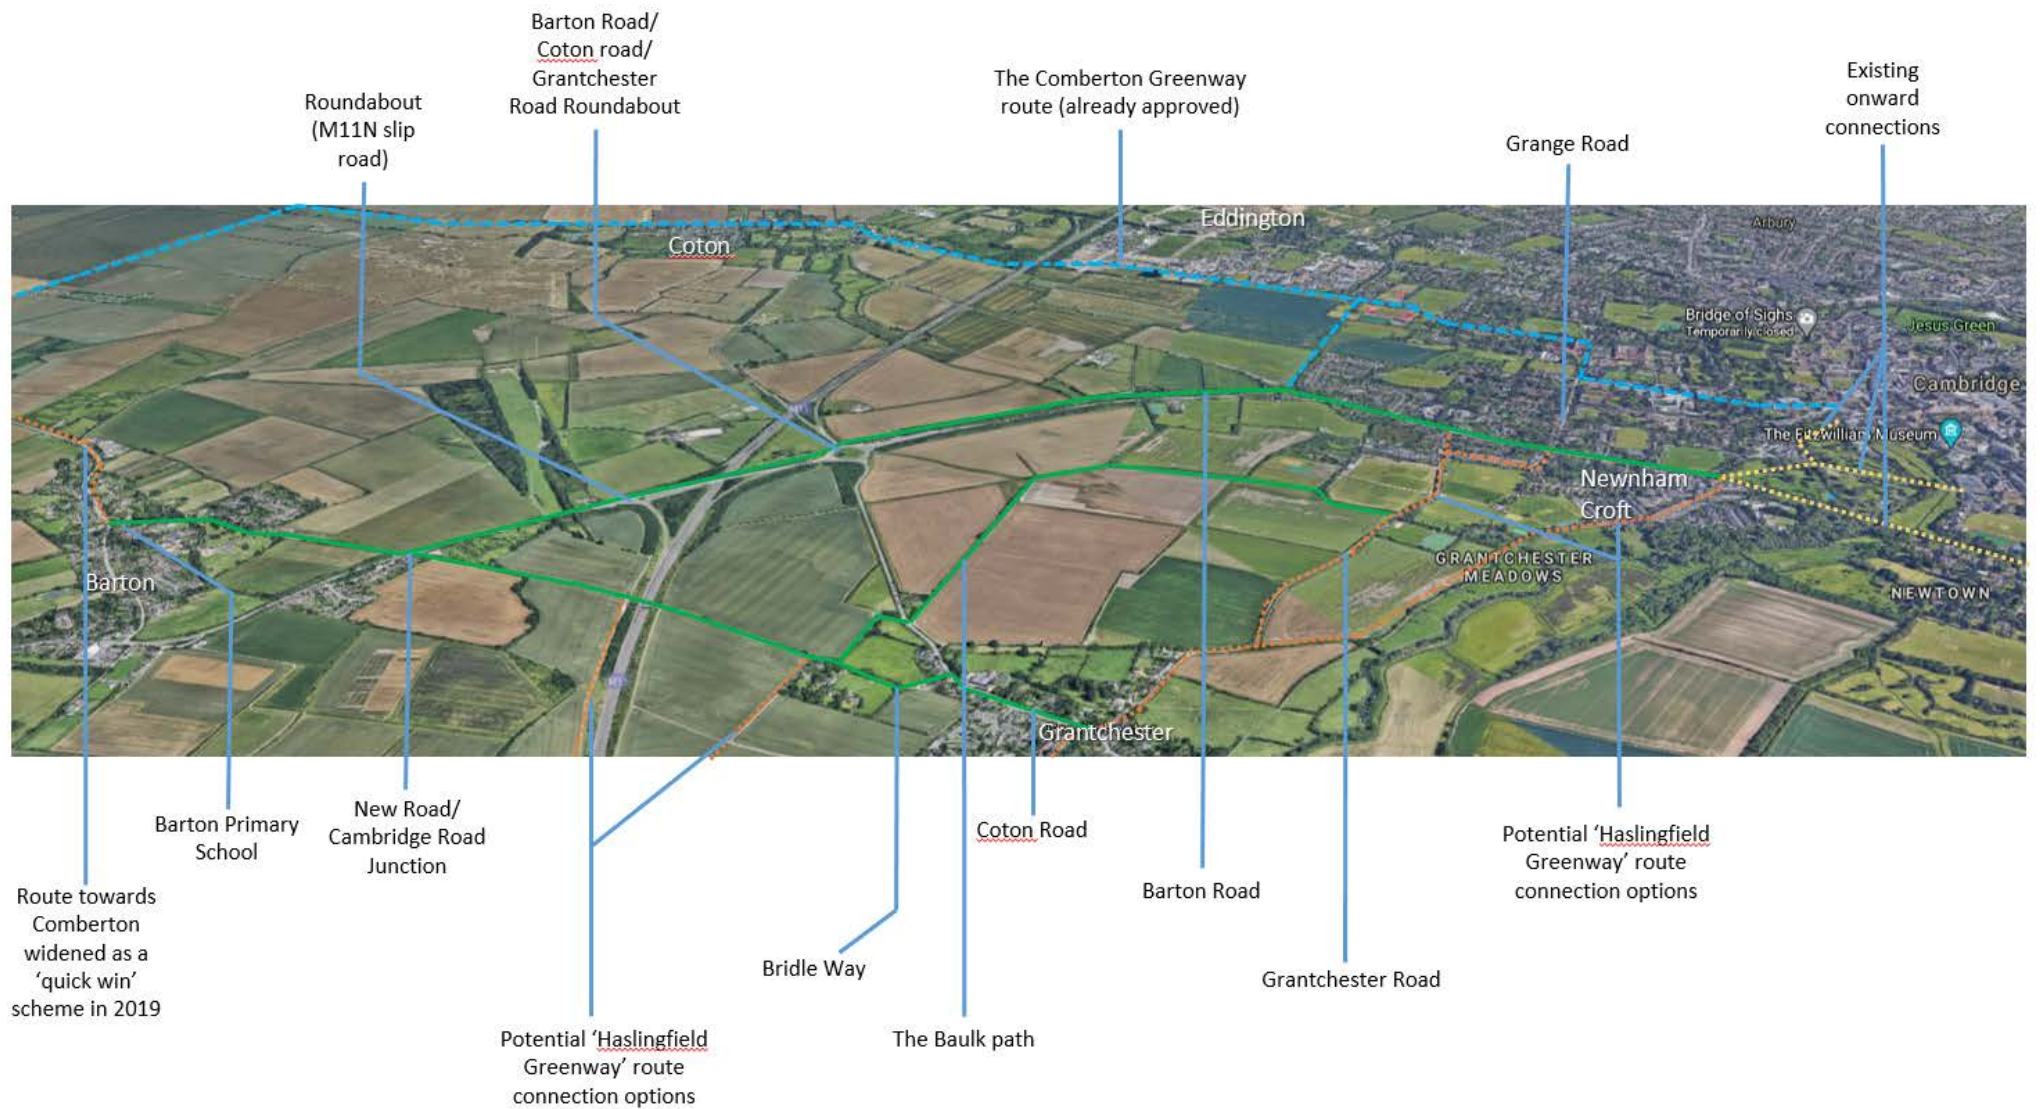 Barton Road/
Coton road/
Grantchester
Road Roundabout
Roundabout
(M11N slip
road)
The Comberton Greenway
route (already approved)
Existing
onward
connections
Grange Road
Eddington
Arbury
Coton
Bridge of Sighs
Temporarily closed
Jesus Green
Cambridge
The Fitzwilliam Museum
Newnham
Croft
GRANTCHESTER
MEADOWS
Barton
NEWTOWN
Grantchester
Barton Primary
School
New Road/
Cambridge Road
Junction
Coton Road
Potential ‘Haslingfield
Greenway’ route
connection options
Barton Road
Route towards
Comberton
widened as a
‘quick win’
scheme in 2019
Bridle Way
Grantchester Road
Potential ‘Haslingfield
Greenway’ route
connection options
The Baulk path